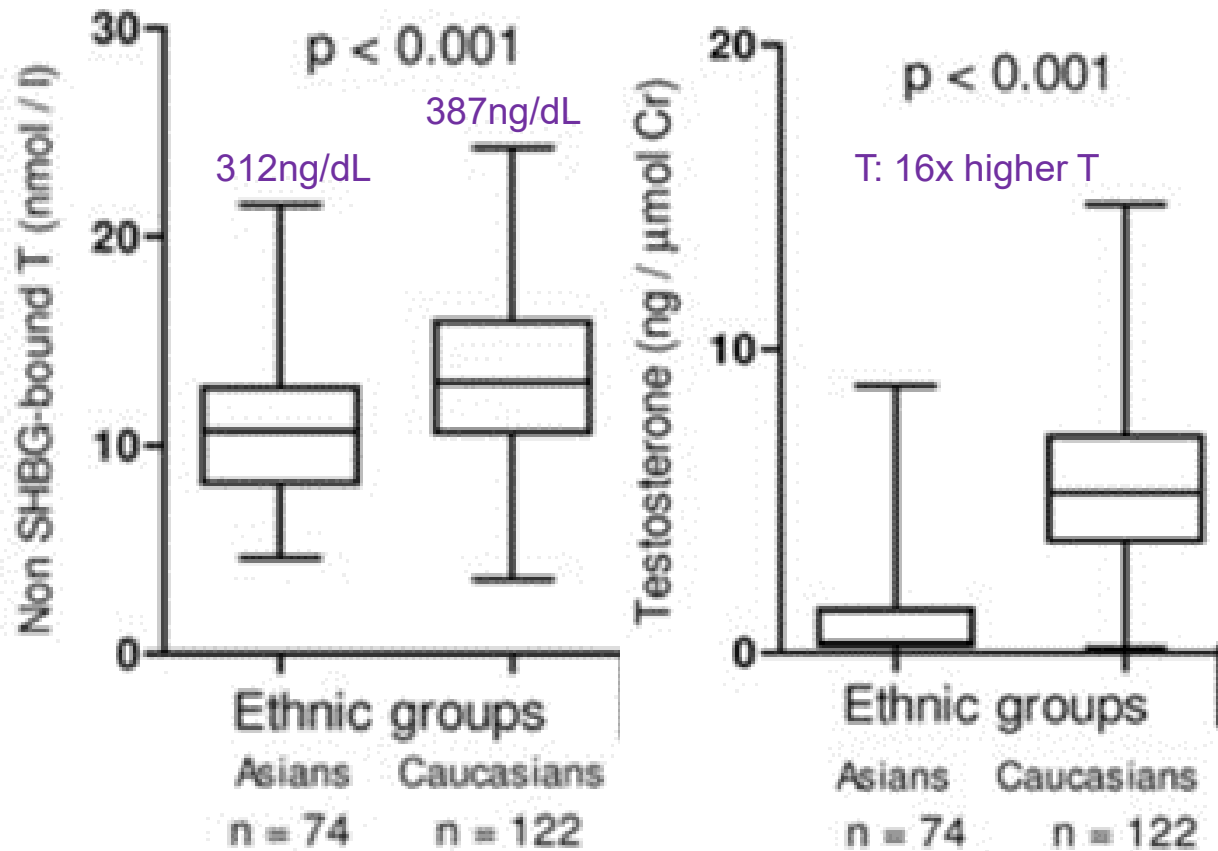 Non SHBG-bound T (nmol / l)
30
20
10
0
p < 0.001
312ng/dL
387ng/dL
Ethnic groups
Asians Caucasians
n = 74 n = 122
Testosterone (ng / μmol Cr)
20
10
0
p < 0.001
T: 16x higher T
Ethnic groups
Asians Caucasians
n = 74 n = 122